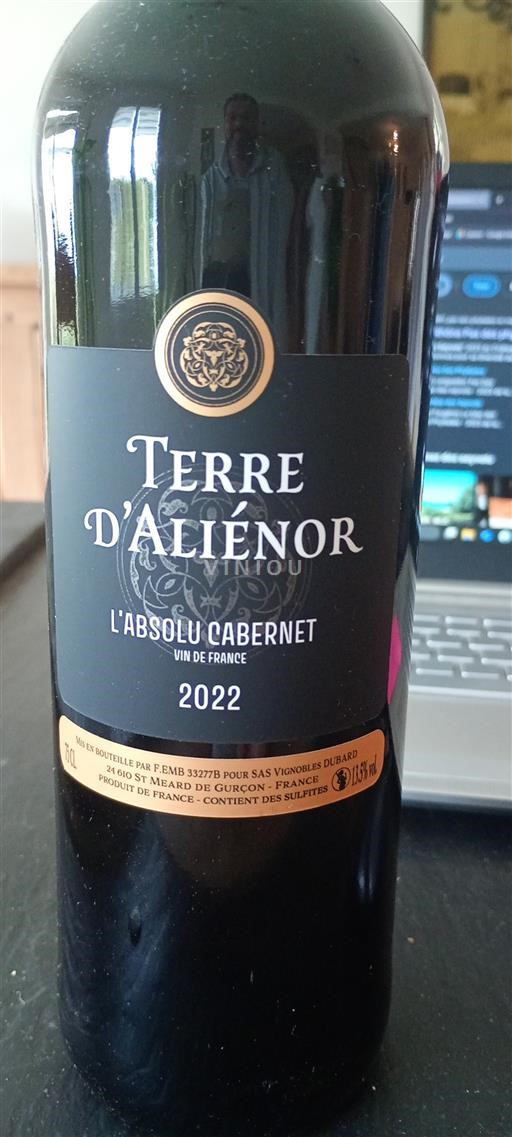 TERRE
D'ALIÉNOR
VINIOU
L'ABSOLU CABERNET
VIN DE FRANCE
2022
75 CL
MIS EN BOUTEILLE PAR F.EMB 33277B POUR SAS VIGNOBLES DUBARD
24 610 ST MEARD DE GURÇON - FRANCE
PRODUIT DE FRANCE - CONTIENT DES SULFITES
13,5% vol.